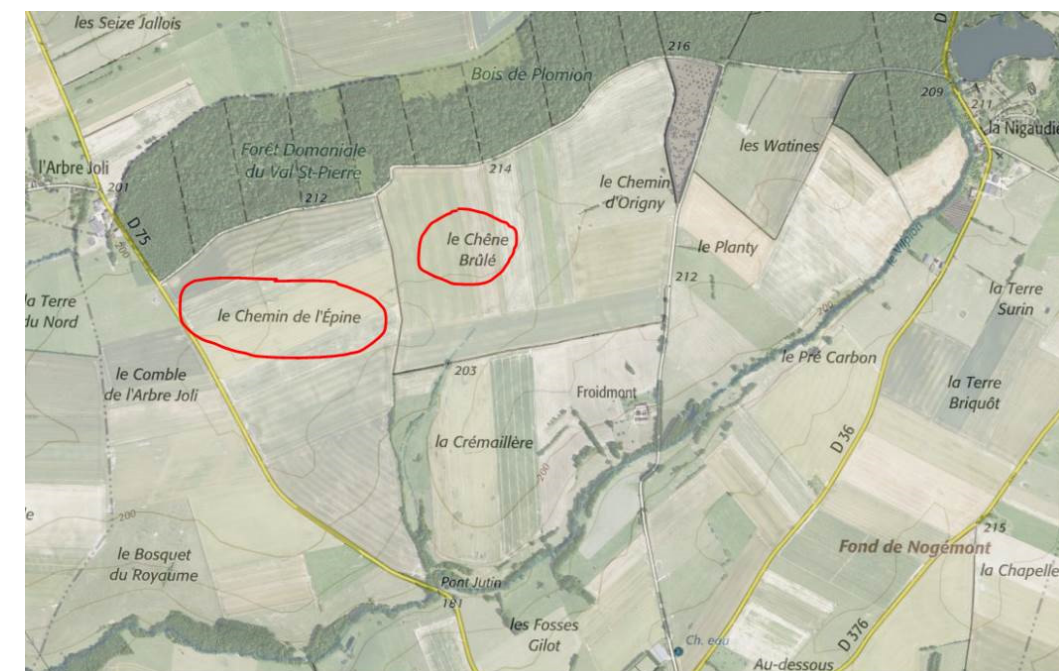 les Seize Jallois
D
216
Bois de Plomion
209
211
la Nigaudie
les Watines
Forêt Domaniale
du Val St-Pierre
l'Arbre Joli
201
214
212
le Chemin
d'Origny
D 75
200
le Chêne
Brûlé
le Planty
212
la Terre
du Nord
le Chemin de l'Épine
200
la Terre
Surin
le Pré Carbon
203
le Comble
de l'Arbre Joli
Froidmont
la Terre
Briquôt
la Crémaillère
D 36
200
e
200
215
Fond de Nogémont
le Bosquet
du Royaume
la Chapelle
Pont Jutin
181
les Fosses
Gilot
Ch. eau
D 376
Au-dessous